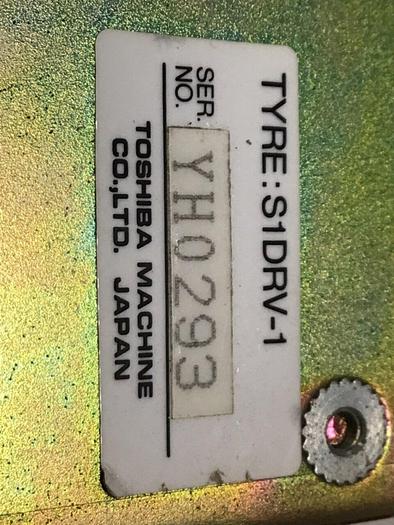 TYRE: S1DRV-1
SER.
NO.
YH0293
TOSHIBA MACHINE
CO.,LTD. JAPAN